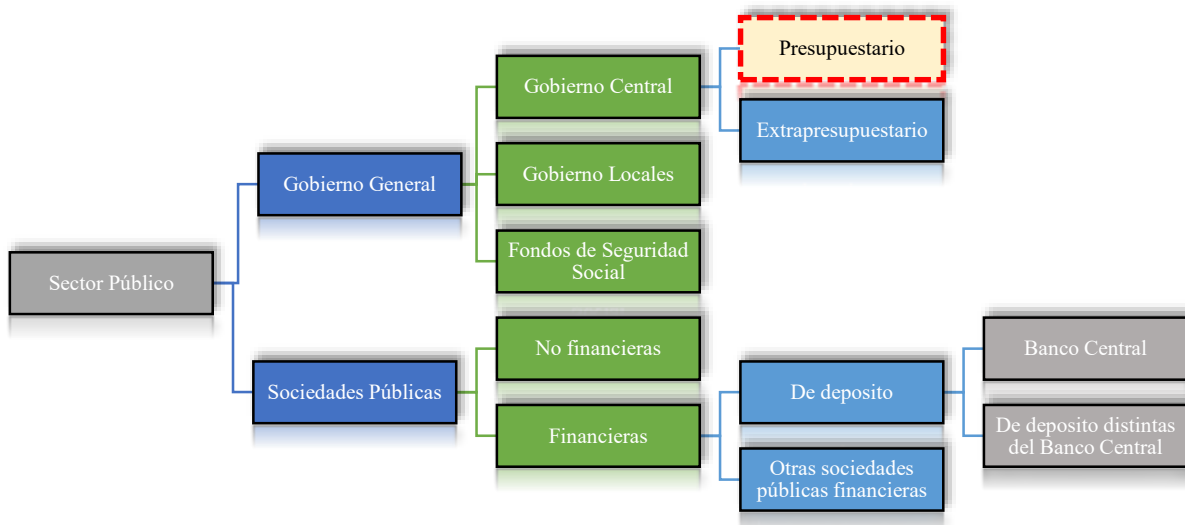 Presupuestario
Gobierno Central
Extrapresupuestario
Gobierno General
Gobierno Locales
Fondos de Seguridad
Social
Sector Público
No financieras
Banco Central
Sociedades Públicas
De deposito
Financieras
De deposito distintas
del Banco Central
Otras sociedades
públicas financieras